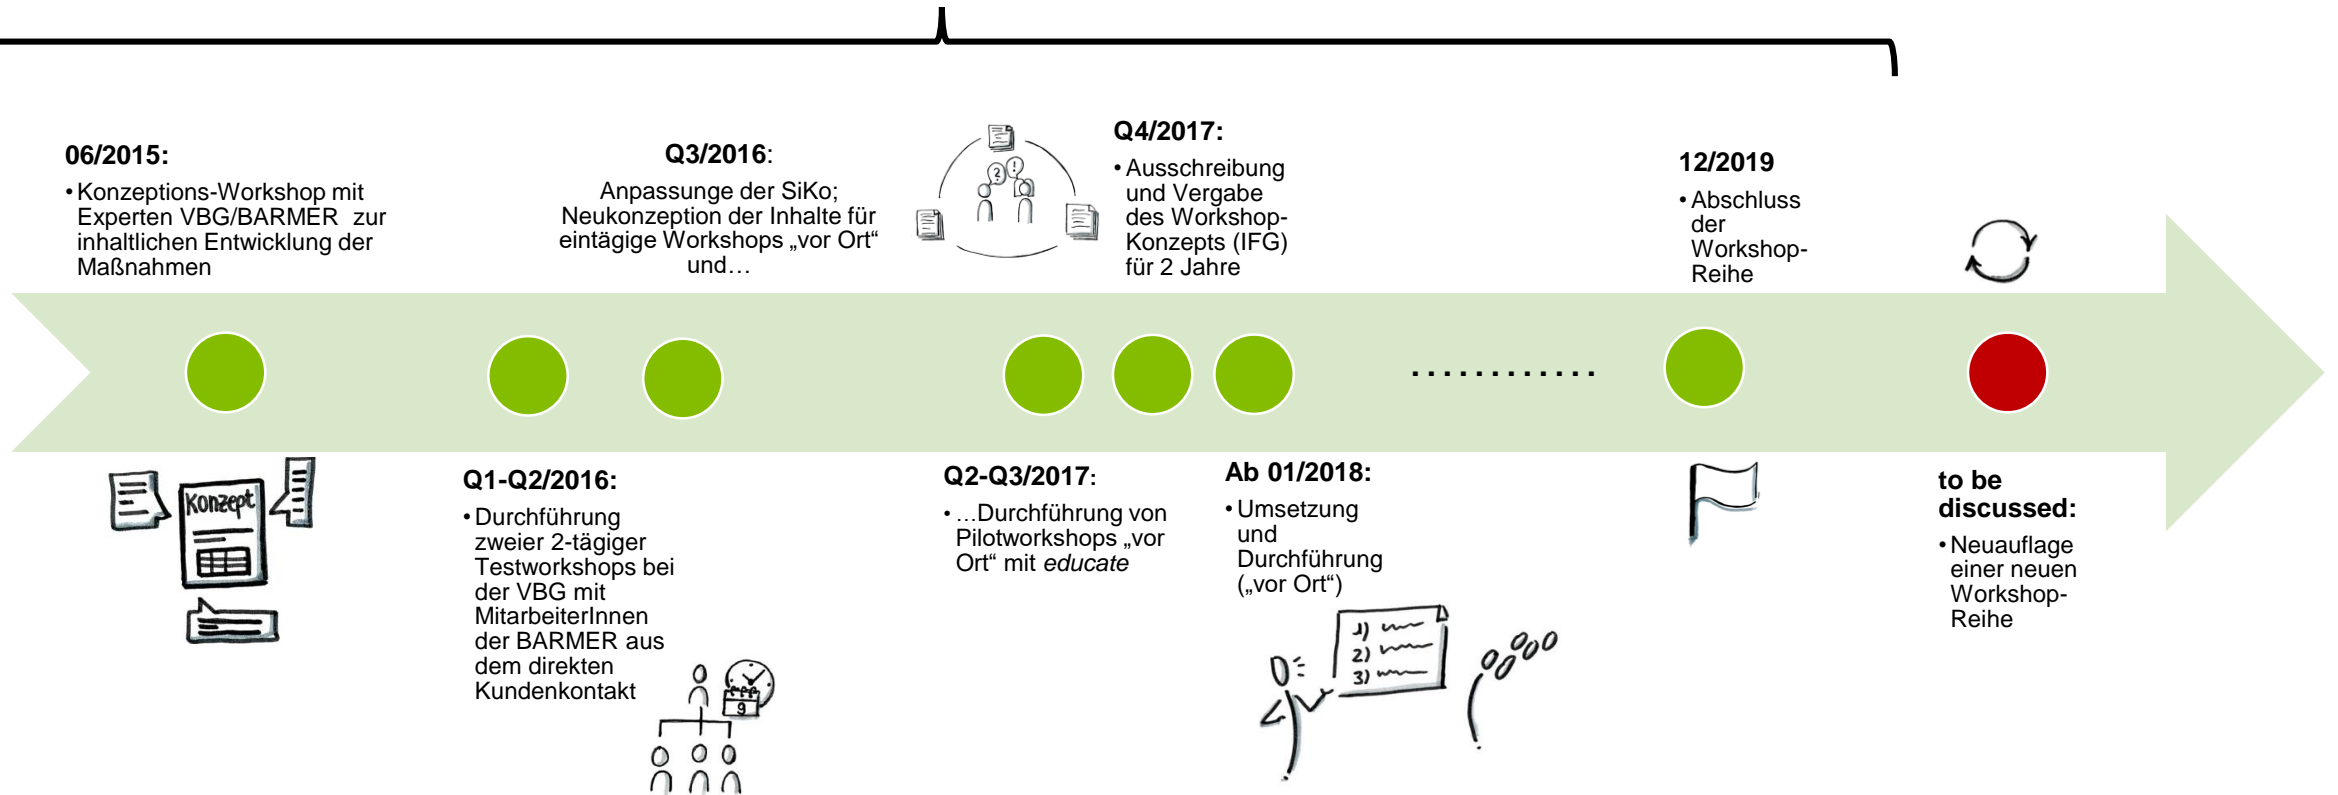 06/2015:
• Konzeptions-Workshop mit
Experten VBG/BARMER zur
inhaltlichen Entwicklung der
Maßnahmen
Q3/2016:
Anpassunge der SiKo;
Neukonzeption der Inhalte für
eintägige Workshops „vor Ort“
und…
? !
Q4/2017:
• Ausschreibung
und Vergabe
des Workshop-
Konzepts (IFG)
für 2 Jahre
12/2019
• Abschluss
der
Workshop-
Reihe
............
Konzept
Q1-Q2/2016:
• Durchführung
zweier 2-tägiger
Testworkshops bei
der VBG mit
MitarbeiterInnen
der BARMER aus
dem direkten
Kundenkontakt
9
Q2-Q3/2017:
• …Durchführung von
Pilotworkshops „vor
Ort“ mit educate
Ab 01/2018:
• Umsetzung
und
Durchführung
(„vor Ort“)
1)
2)
3)
to be
discussed:
• Neuauflage
einer neuen
Workshop-
Reihe